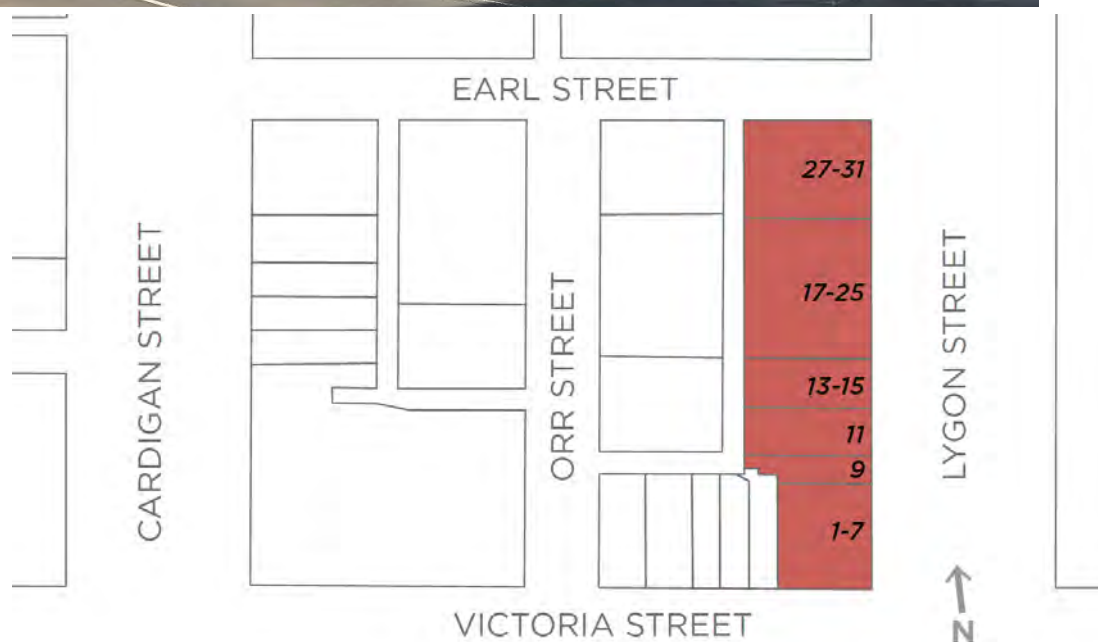 EARL STREET
27-31
17-25
13-15
11
9
1-7
CARDIGAN STREET
ORR STREET
LYGON STREET
VICTORIA STREET
N